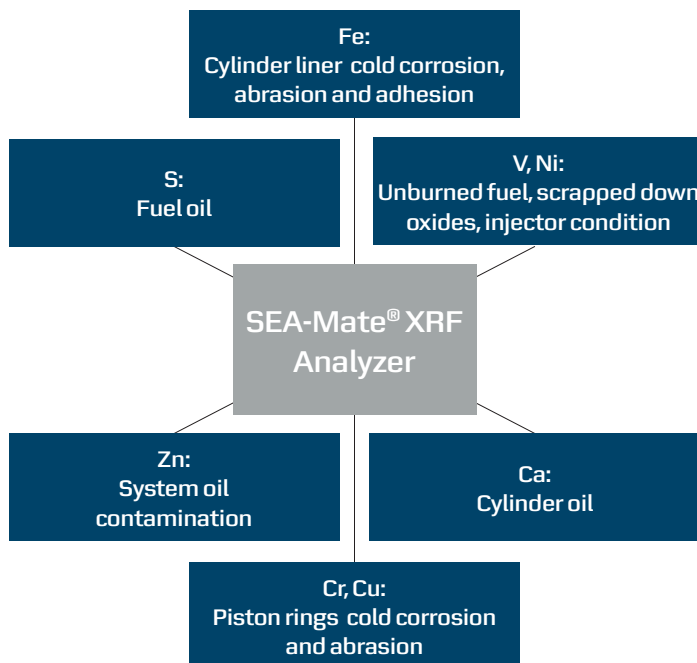 Fe:
Cylinder liner cold corrosion,
abrasion and adhesion
S:
Fuel oil
V, Ni:
Unburned fuel, scrapped down
oxides, injector condition
SEA-Mate® XRF
Analyzer
Zn:
System oil
contamination
Ca:
Cylinder oil
Cr, Cu:
Piston rings cold corrosion
and abrasion